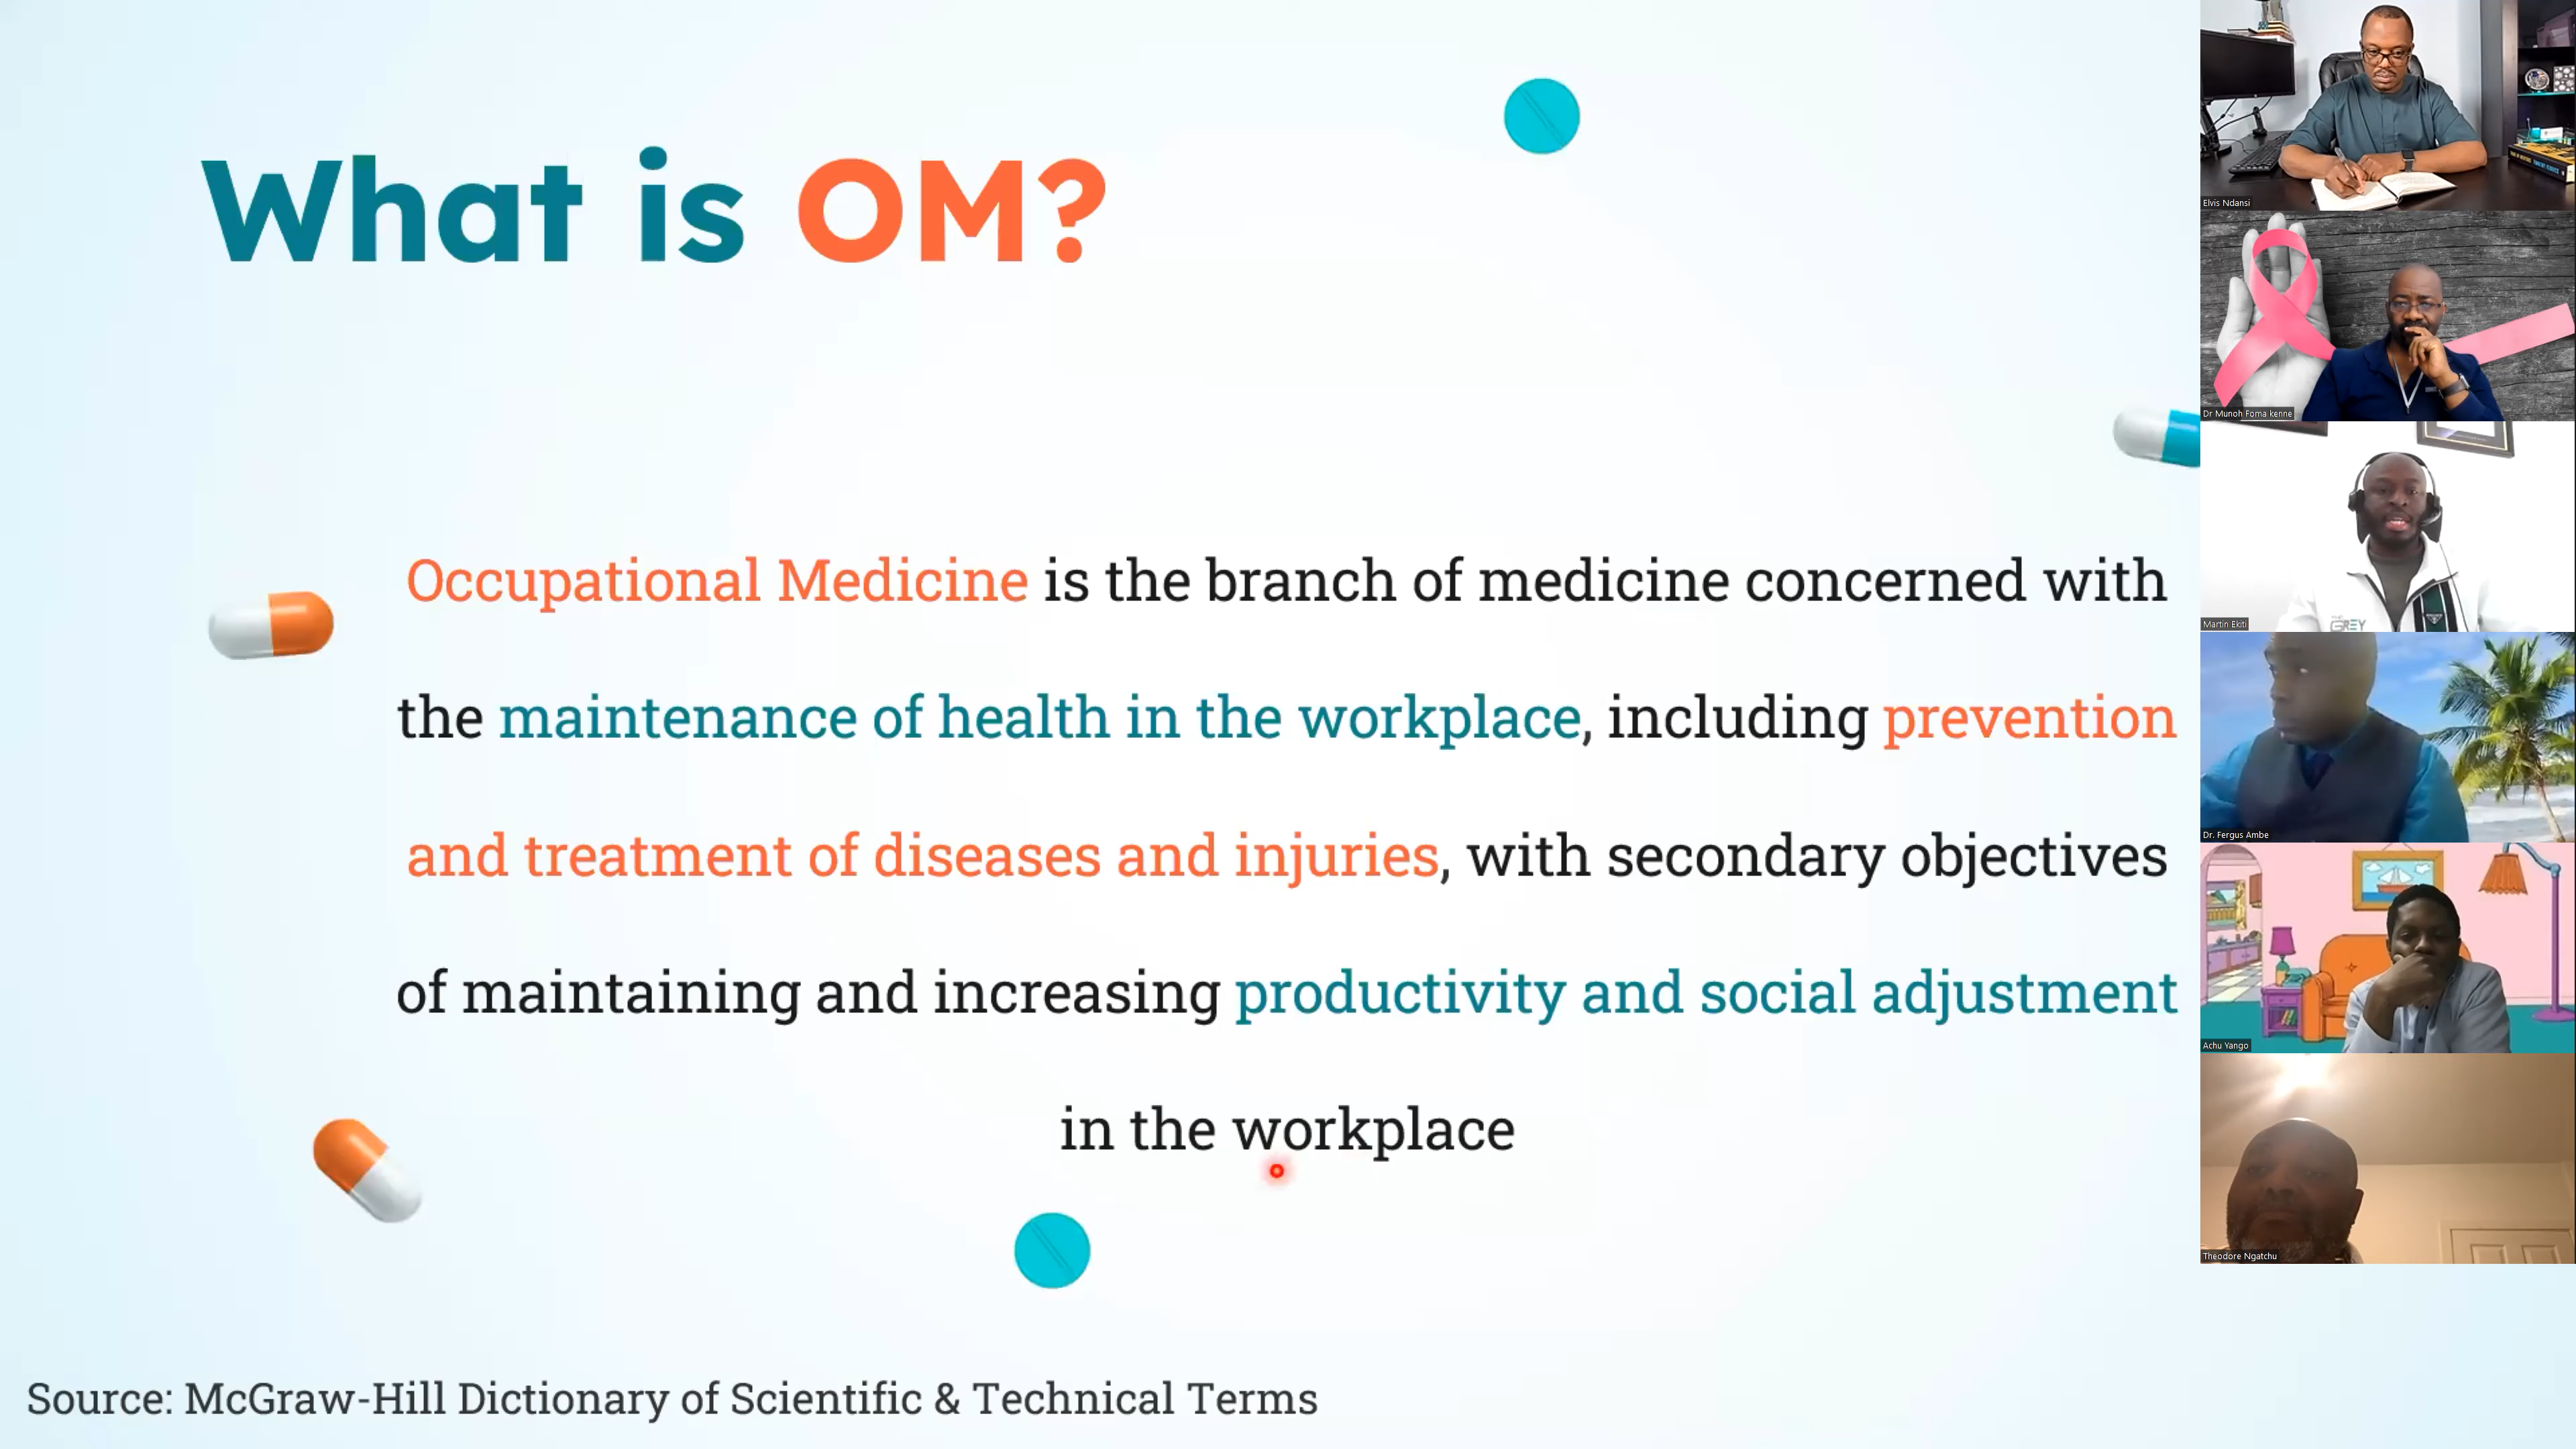 What is OM?
Occupational Medicine is the branch of medicine concerned with
the maintenance of health in the workplace, including prevention
and treatment of diseases and injuries, with secondary objectives
of maintaining and increasing productivity and social adjustment
in the workplace
Source: McGraw-Hill Dictionary of Scientific & Technical Terms
Elvis Ndansi
Dr Munoh Foma kenne
GREY
Martin Ekiti
Dr. Fergus Ambe
Achu Yango
Theodore Ngatchu